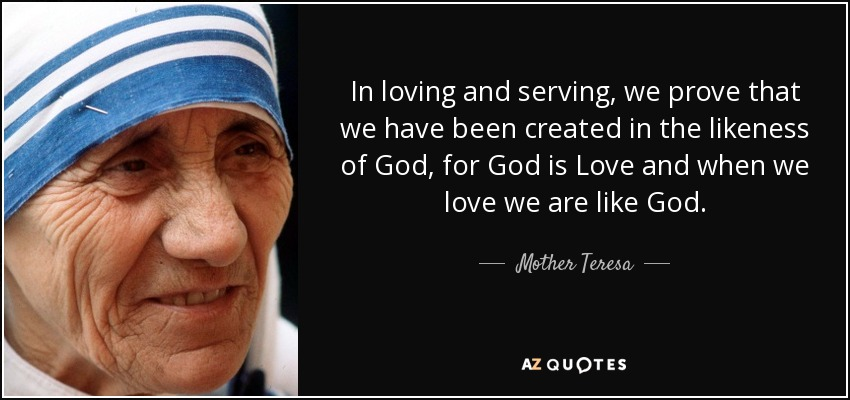 In loving and serving, we prove that
we have been created in the likeness
of God, for God is Love and when we
love we are like God.
Mother Teresa
AZ QUOTES